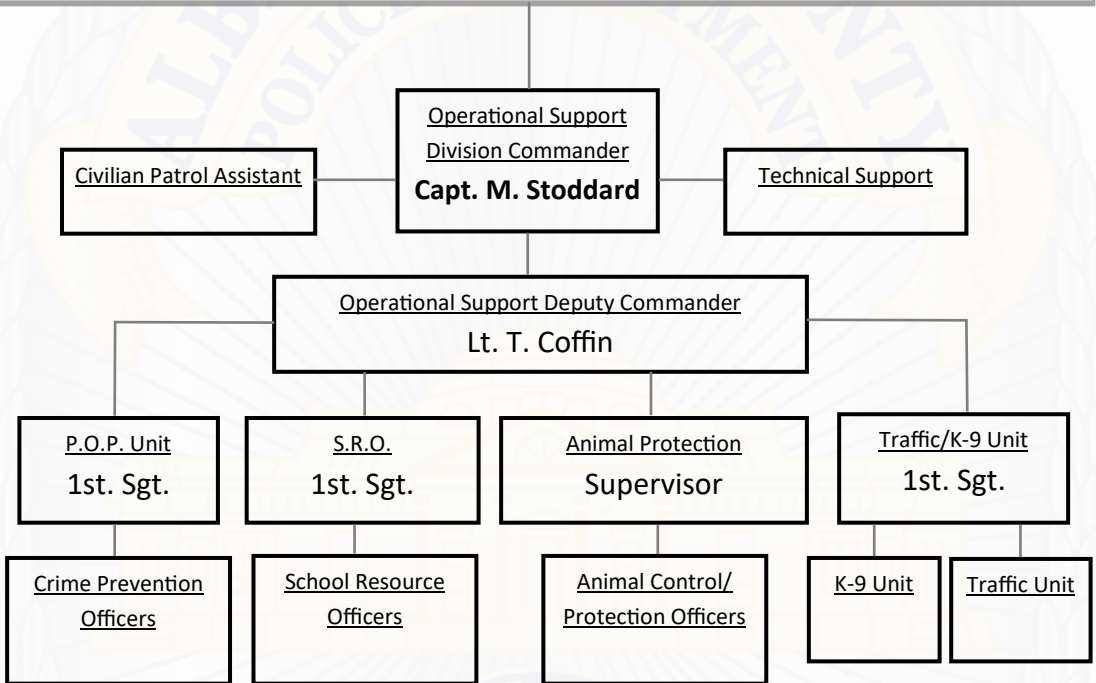 Operational Support
Division Commander
Capt. M. Stoddard
Civilian Patrol Assistant
Technical Support
Operational Support Deputy Commander
Lt. T. Coffin
P.O.P. Unit
1st. Sgt.
S.R.O.
1st. Sgt.
Animal Protection
Supervisor
Traffic/K-9 Unit
1st. Sgt.
Crime Prevention
Officers
School Resource
Officers
Animal Control/
Protection Officers
K-9 Unit
Traffic Unit